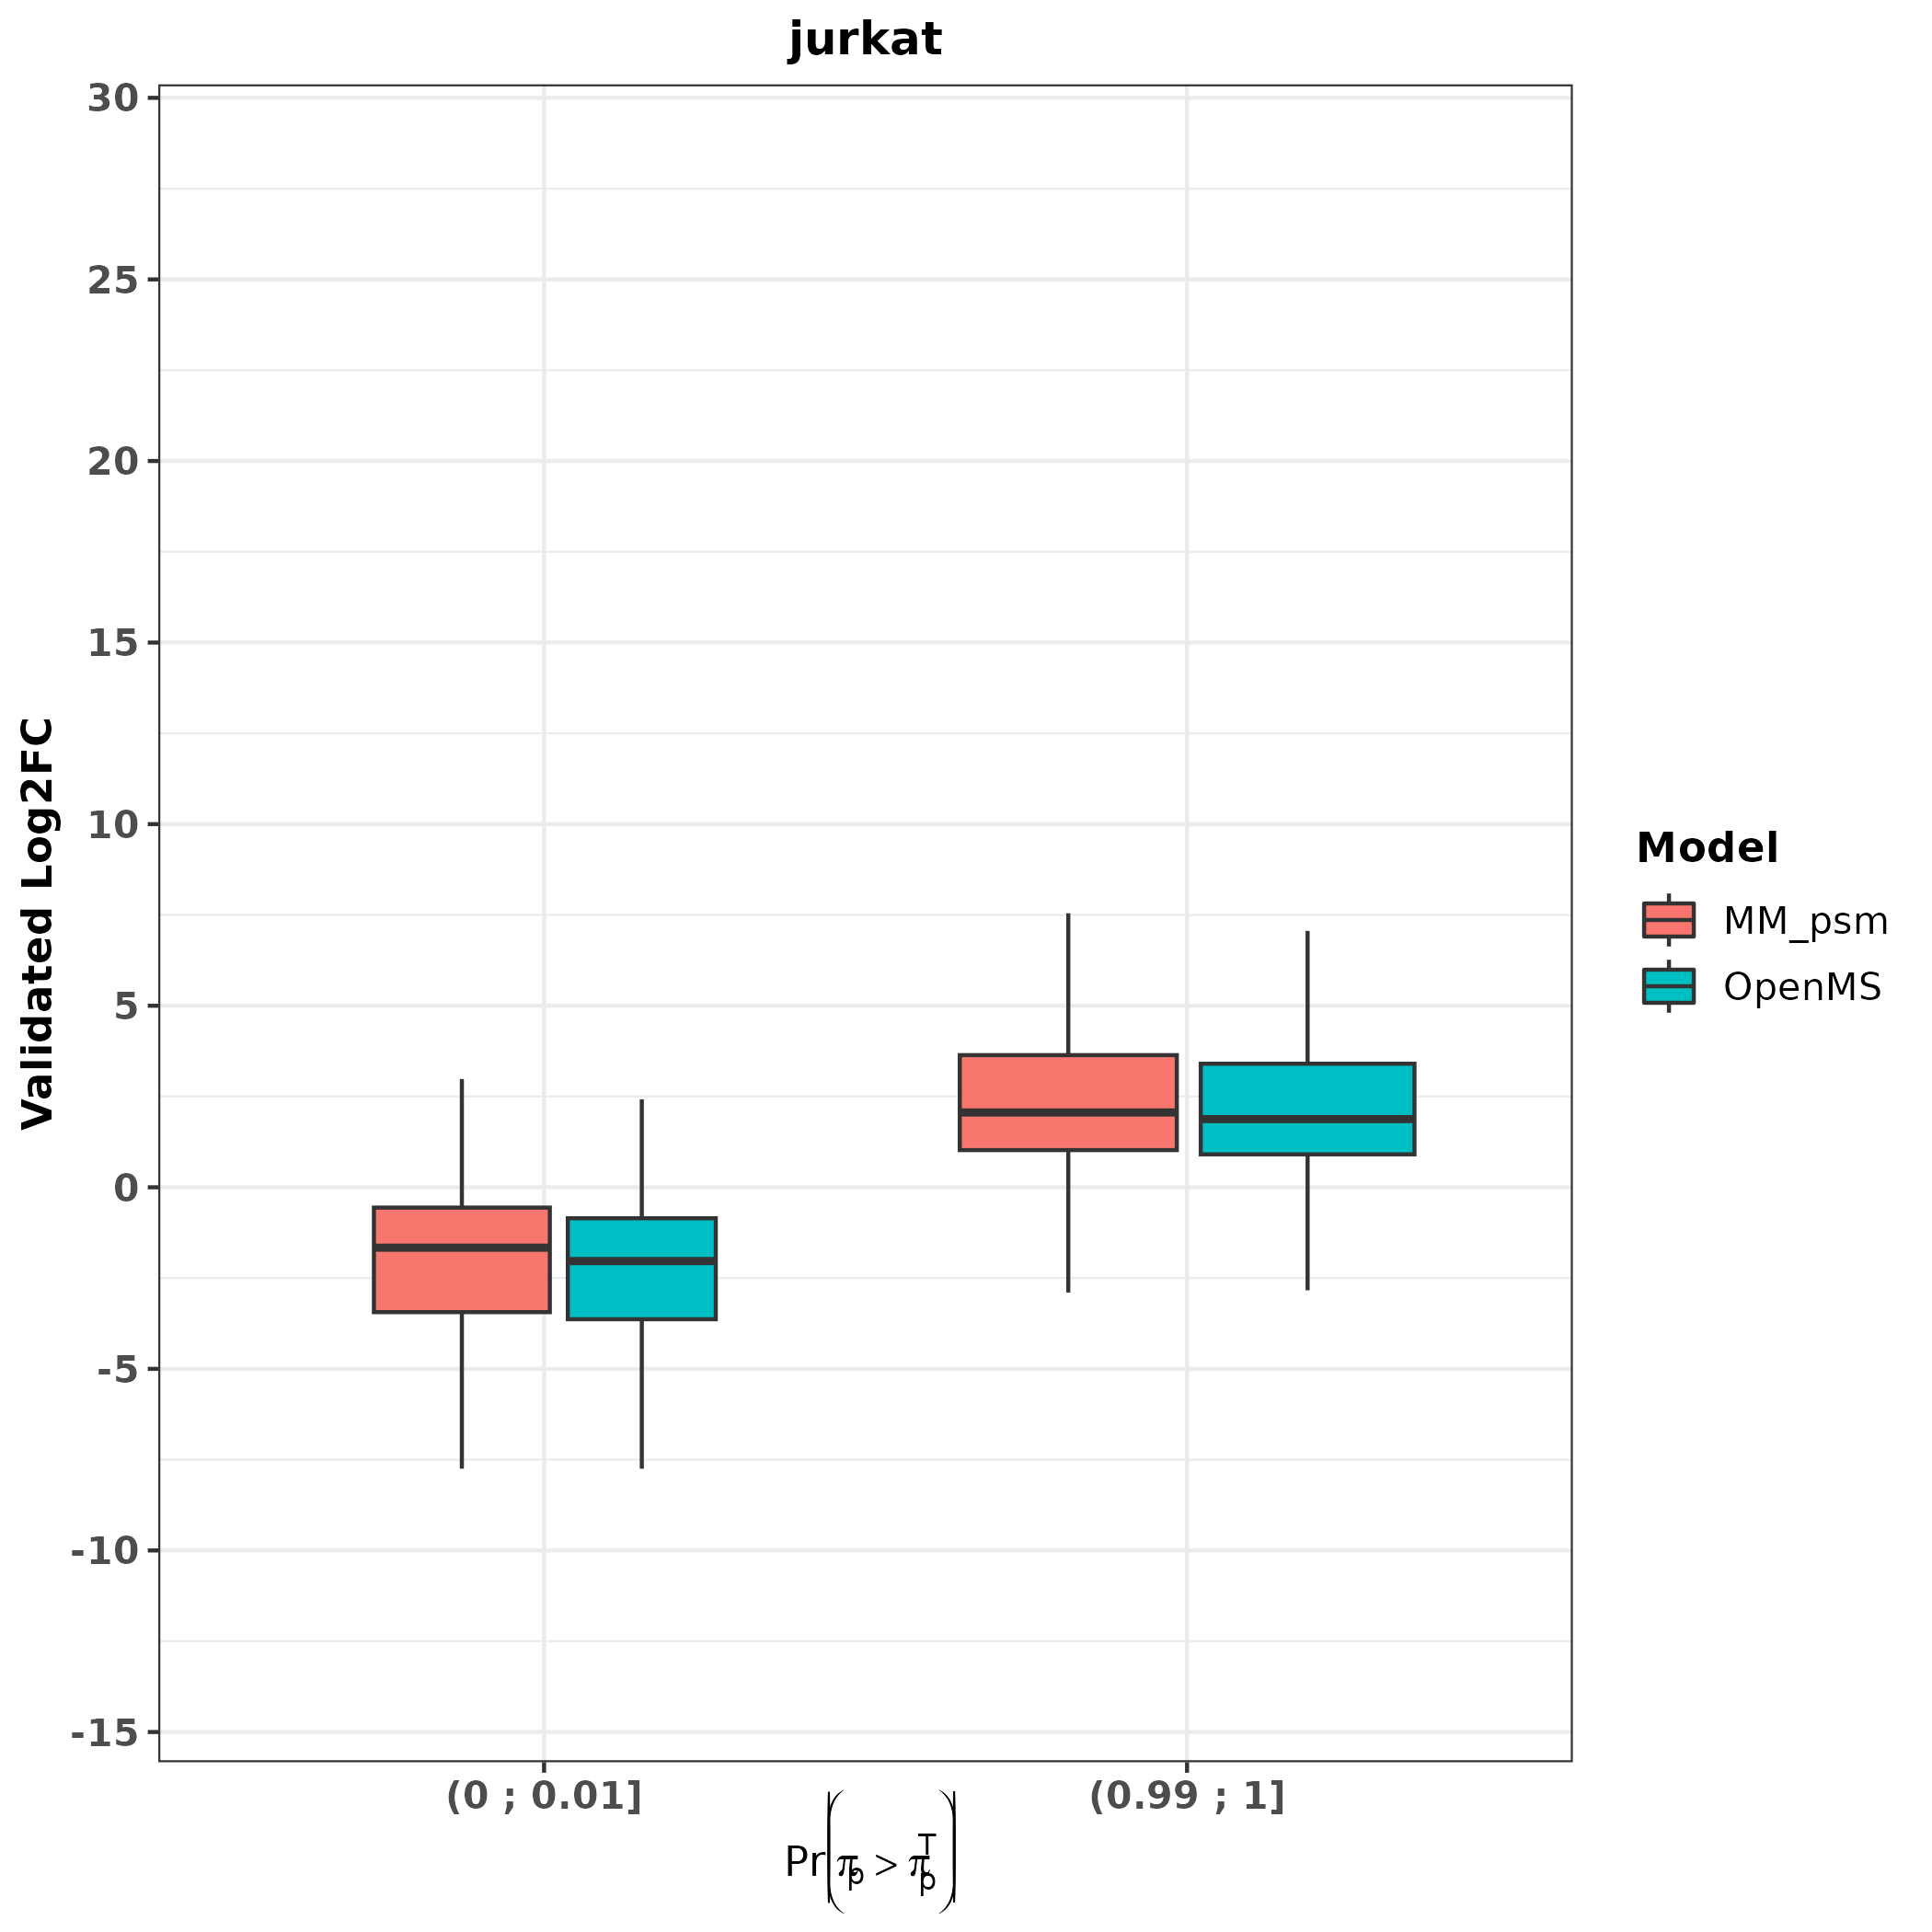 jurkat
Validated Log2FC
30
25
20
15
10
5
0
-5
-10
-15
(0 ; 0.01]
(0.99 ; 1]
Pr(πp > πpT)
Model
MM_psm
OpenMS